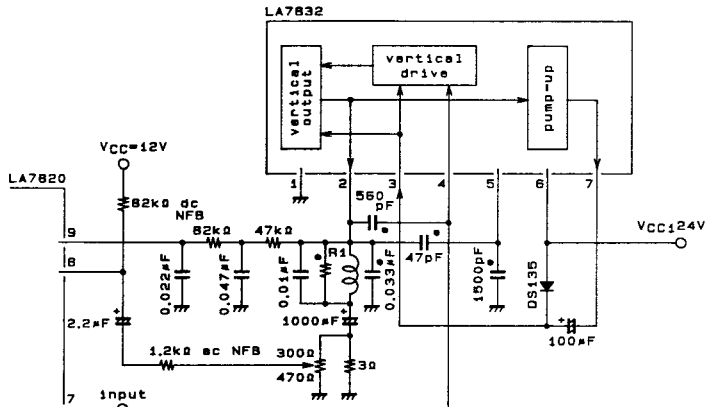 LA7832
vertical output
vertical drive
pump-up
VCC=12V
LA7820
1
2
3
4
5
6
7
560 pF
82kΩ dc NFB
VCC1 24V
9
82kΩ
47kΩ
R1
47pF
8
0.022µF
0.047µF
0.01µF
0.033µF
1500pF
DS135
2.2µF
+
1000µF
+
+
100µF
1.2kΩ ac NFB
300Ω
470Ω
3Ω
7
input